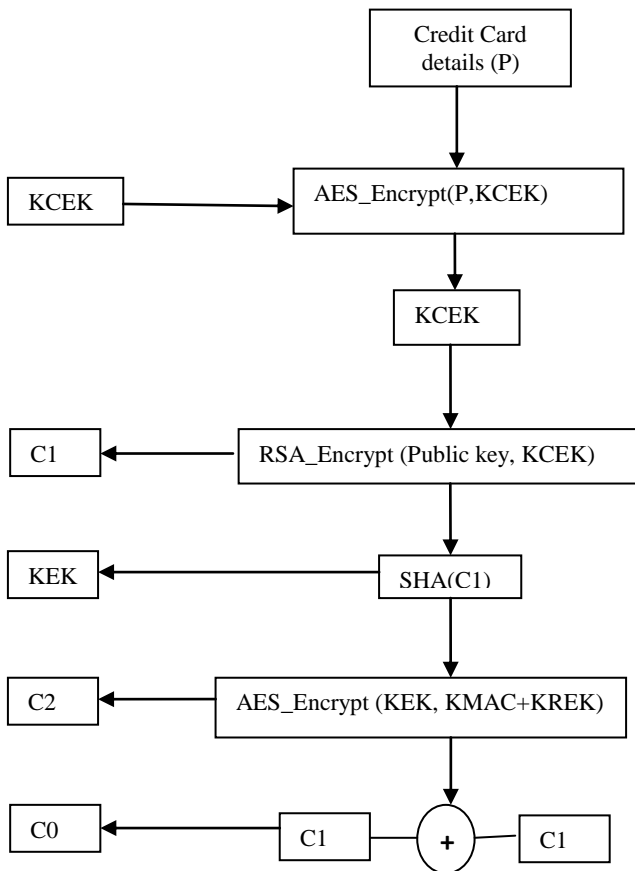 Credit Card
details (P)
KCEK
AES_Encrypt(P,KCEK)
KCEK
C1
RSA_Encrypt (Public key, KCEK)
KEK
SHA(C1)
C2
AES_Encrypt (KEK, KMAC+KREK)
C0
C1
+
C1